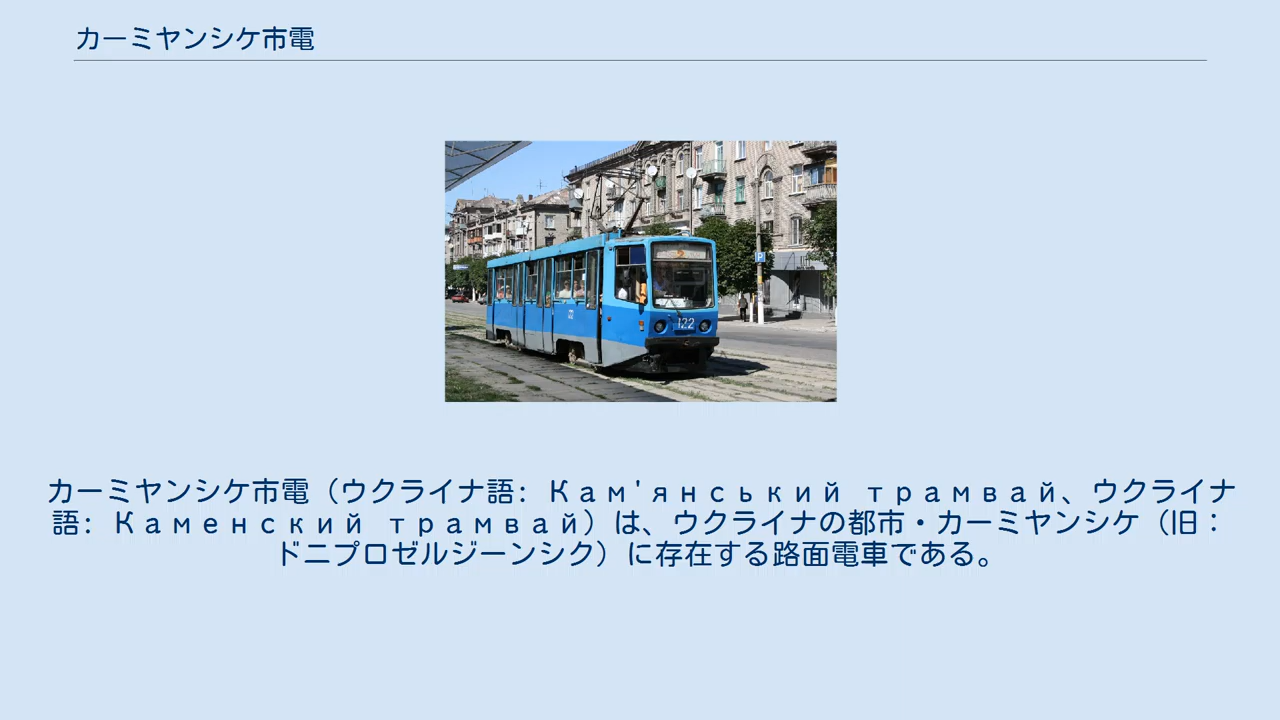 カーミヤンシケ市電
2
122
P
カーミヤンシケ市電（ウクライナ語: Кам'янський трамвай、ウクライナ
語: Каменский трамвай）は、ウクライナの都市・カーミヤンシケ（旧：
ドニプロゼルジーンシク）に存在する路面電車である。